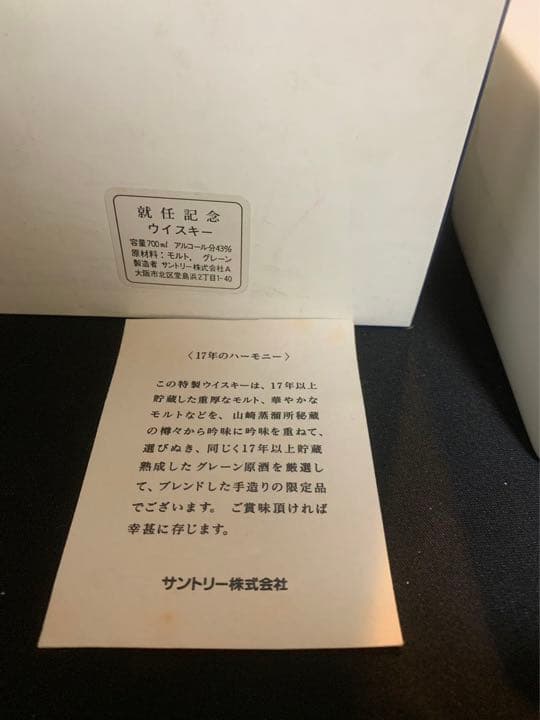 就任記念
ウイスキー
容量700ml アルコール分43%
原材料：モルト，グレーン
製造者 サントリー株式会社A
大阪市北区堂島浜2丁目1-40
〈17年のハーモニー〉
この特製ウイスキーは、17年以上
貯蔵した重厚なモルト、華やかな
モルトなどを、山崎蒸溜所秘蔵
の樽々から吟味に吟味を重ねて、
選びぬき、同じく17年以上貯蔵
熟成したグレーン原酒を厳選し
て、ブレンドした手造りの限定品
でございます。 ご賞味頂ければ
幸甚に存じます。
サントリー株式会社